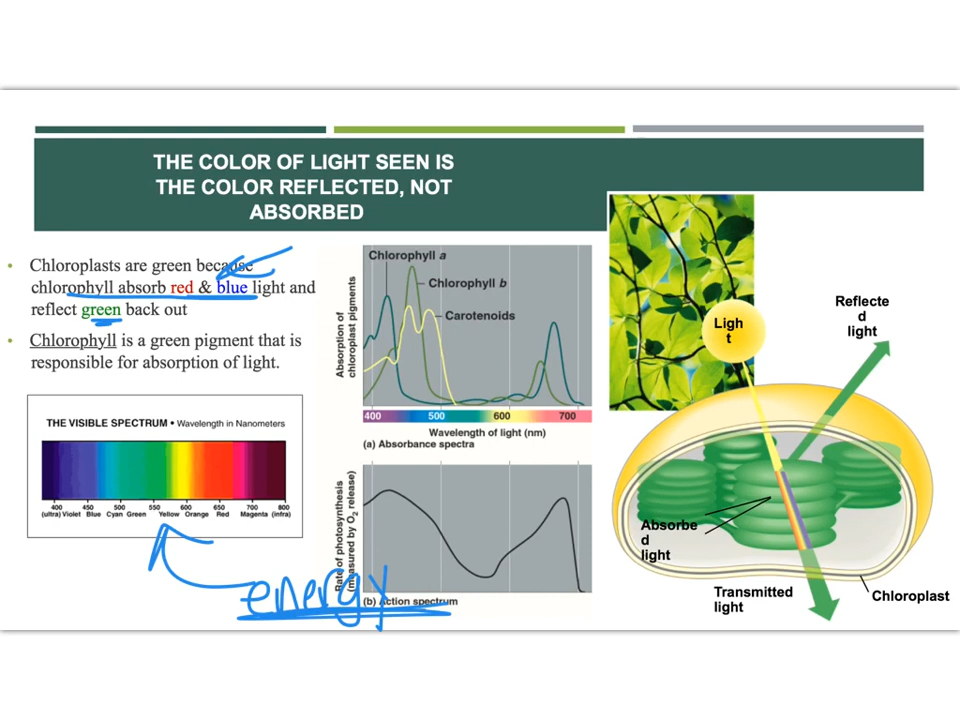 THE COLOR OF LIGHT SEEN IS
THE COLOR REFLECTED, NOT
ABSORBED
• Chloroplasts are green because
chlorophyll absorb red & blue light and
reflect green back out
• Chlorophyll is a green pigment that is
responsible for absorption of light.
THE VISIBLE SPECTRUM • Wavelength in Nanometers
400 450 500 550 600 650 700 750 800
(ultra) Violet Blue Cyan Green Yellow Orange Red Magenta (infra)
energy
Absorption of
chloroplast pigments
Chlorophyll a
Chlorophyll b
Carotenoids
400 500 600 700
Wavelength of light (nm)
(a) Absorbance spectra
Rate of photosynthesis
(measured by O2 release)
(b) Action spectrum
Ligh
t
Reflecte
d
light
Absorbe
d
light
Transmitted
light
Chloroplast